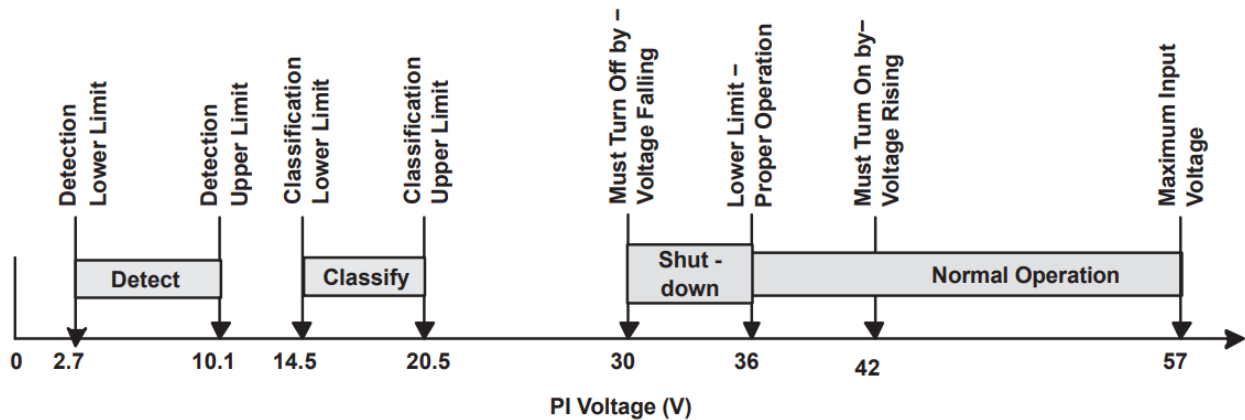 Detection
Lower Limit
Detection
Upper Limit
Classification
Lower Limit
Classification
Upper Limit
Must Turn Off by –
Voltage Falling
Lower Limit –
Proper Operation
Must Turn On by–
Voltage Rising
Maximum Input
Voltage
Detect
Classify
Shut -
down
Normal Operation
0
2.7
10.1
14.5
20.5
30
36
42
57
PI Voltage (V)